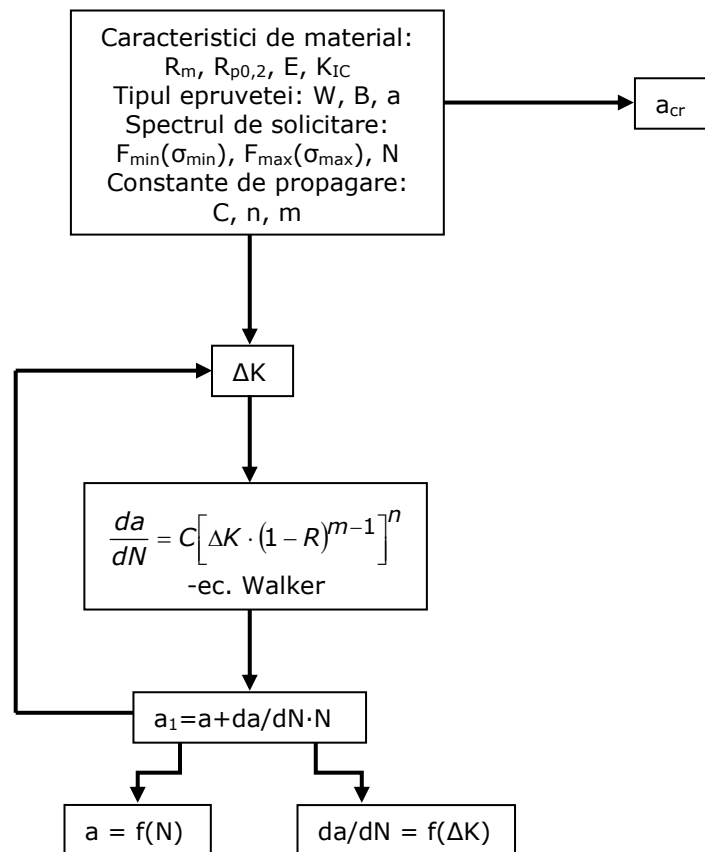 Caracteristici de material:
Rm, Rp0,2, E, KIC
Tipul epruvetei: W, B, a
Spectrul de solicitare:
Fmin(σmin), Fmax(σmax), N
Constante de propagare:
C, n, m
acr
ΔK
da/dN = C[ΔK · (1 − R)^{m−1}]^n
-ec. Walker
a1=a+da/dN·N
a = f(N)
da/dN = f(ΔK)